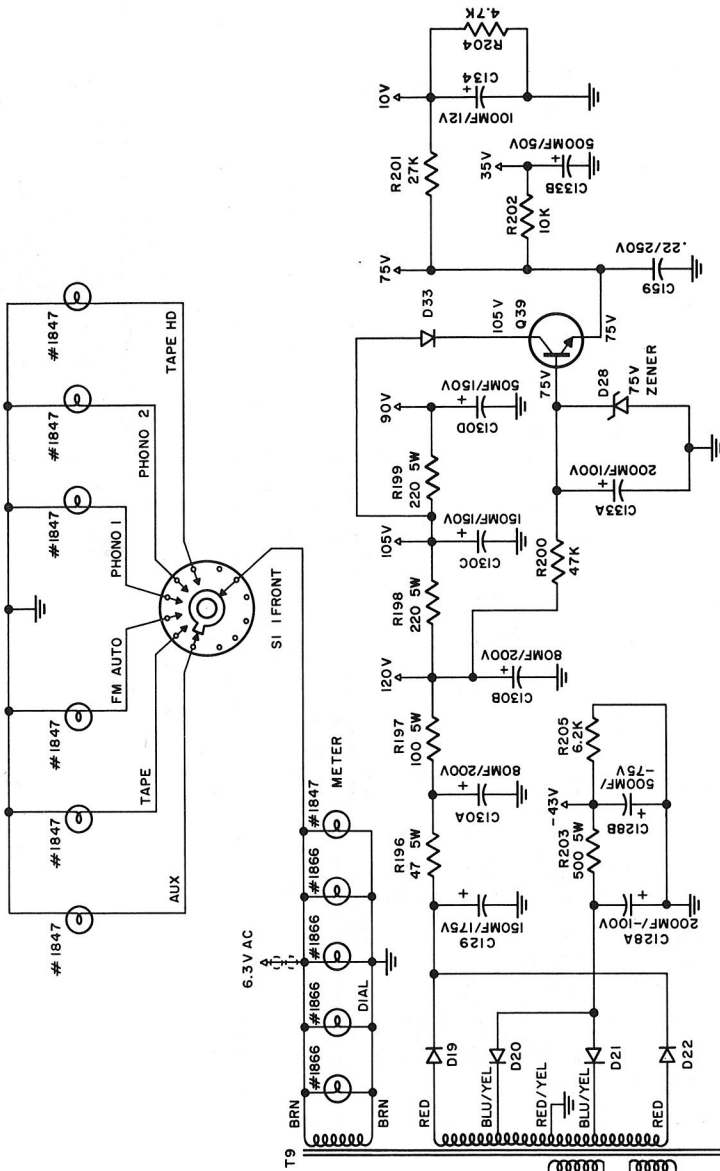 #1847
#1847
#1847
#1847
#1847
#1847
AUX
TAPE
FM AUTO
PHONO 1
PHONO 2
TAPE HD
S1 1 FRONT
6.3V AC
#1866
#1866
#1866
#1866
#1847
METER
DIAL
BRN
BRN
T9
RED
BLU/YEL
RED/YEL
BLU/YEL
RED
D19
D20
D21
D22
C129
150MF/175V
R196
47 5W
C130A
80MF/200V
R197
100 5W
120V
C130B
80MF/200V
R198
220 5W
105V
C130C
150MF/150V
R199
220 5W
90V
C130D
50MF/150V
C128A
200MF/-100V
R203
500 5W
-43V
C128B
500MF/
-75V
R205
6.2K
R200
47K
C133A
200MF/100V
D28
75V
ZENER
D33
105V
Q39
75V
75V
75V
C159
.22/250V
R202
10K
35V
C133B
500MF/50V
R201
27K
10V
C134
100MF/12V
R204
4.7K